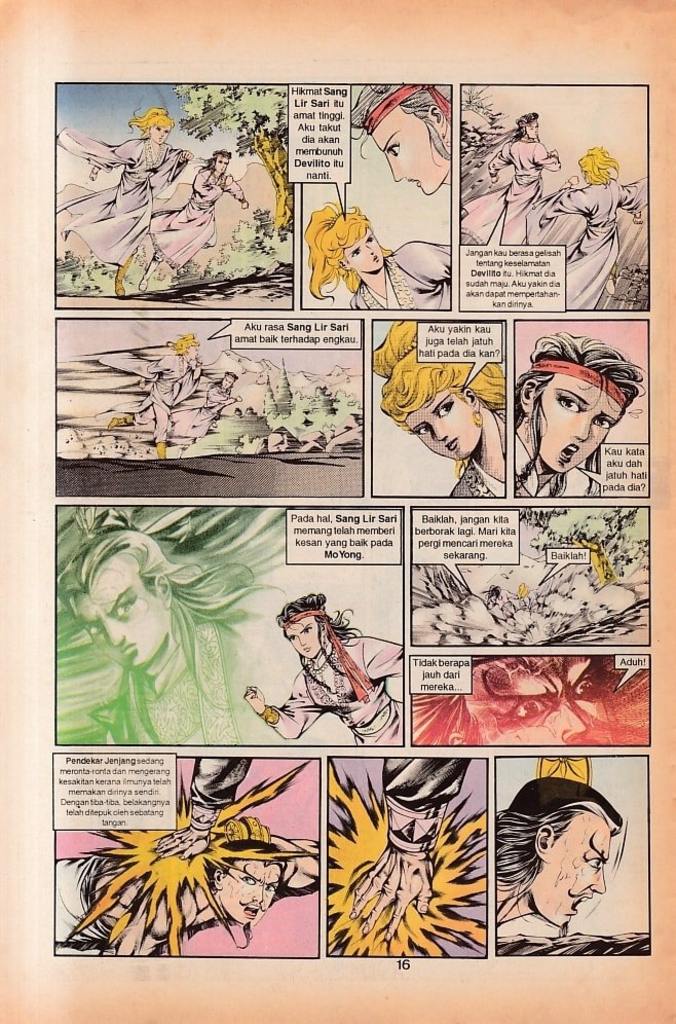 Hikmat Sang
Lir Sari itu
amat tinggi.
Aku takut
dia akan
membunuh
Devilito itu
nanti.
Jangan kau berasa gelisah
tentang keselamatan
Devilito itu. Hikmat dia
sudah maju. Aku yakin dia
akan dapat mempertahan-
kan dirinya.
Aku rasa Sang Lir Sari
amat baik terhadap engkau.
Aku yakin kau
juga telah jatuh
hati pada dia kan?
Kau kata
aku dah
jatuh hati
pada dia?
Pada hal, Sang Lir Sari
memang telah memberi
kesan yang baik pada
Mo Yong.
Baiklah, jangan kita
berborak lagi. Mari kita
pergi mencari mereka
sekarang.
Baiklah!
Tidak berapa
jauh dari
mereka...
Aduh!
Pendekar Jenjang sedang
meronta-ronta dan mengerang
kesakitan kerana ilmunya telah
memakan dirinya sendiri.
Dengan tiba-tiba, belakangnya
telah ditepuk oleh sebatang
tangan.
16